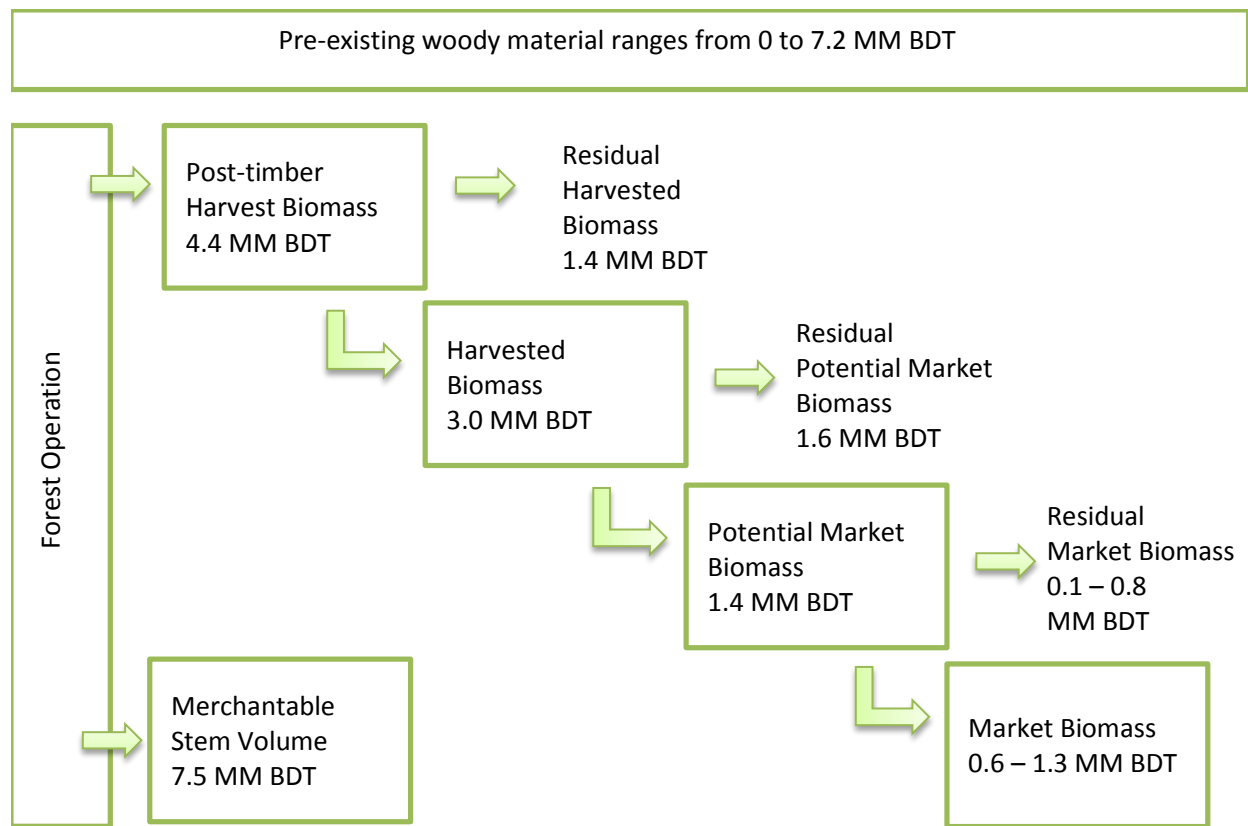 Pre-existing woody material ranges from 0 to 7.2 MM BDT
Forest Operation
Post-timber
Harvest Biomass
4.4 MM BDT
Residual
Harvested
Biomass
1.4 MM BDT
Harvested
Biomass
3.0 MM BDT
Residual
Potential Market
Biomass
1.6 MM BDT
Potential Market
Biomass
1.4 MM BDT
Residual
Market Biomass
0.1 – 0.8
MM BDT
Merchantable
Stem Volume
7.5 MM BDT
Market Biomass
0.6 – 1.3 MM BDT